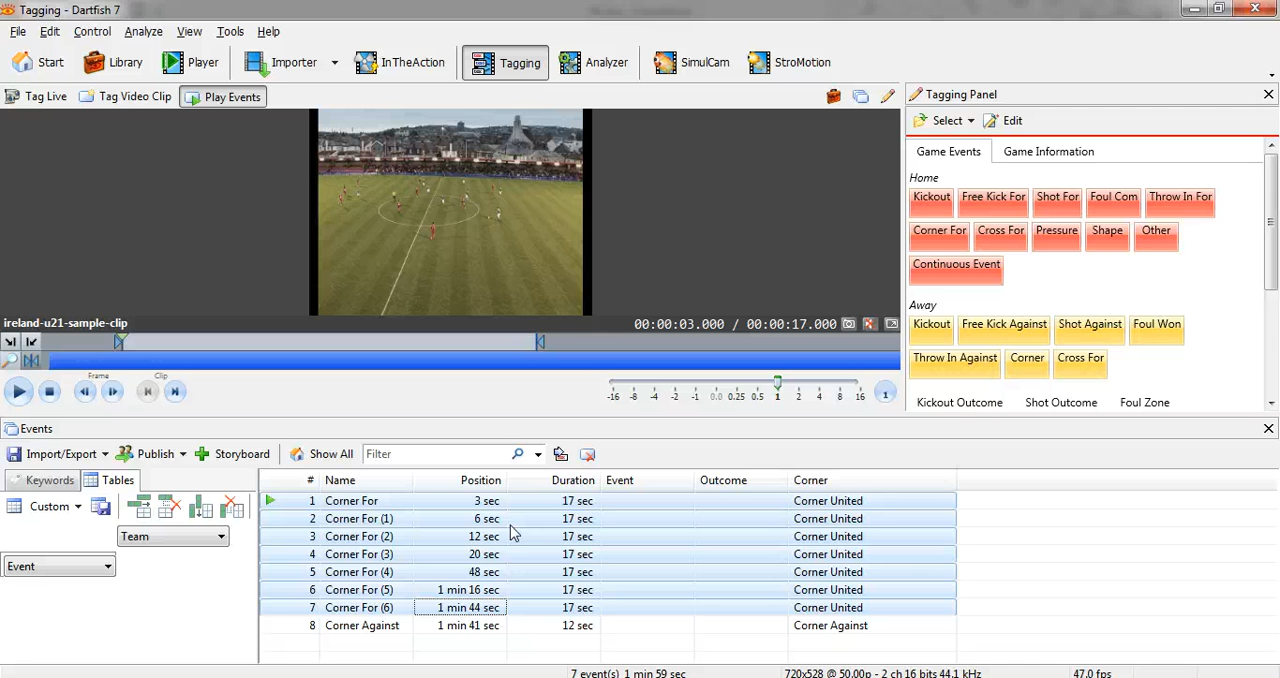 Tagging - Dartfish 7
File Edit Control Analyze View Tools Help
Start Library Player Importer InTheAction Tagging Analyzer SimulCam StroMotion
Tag Live Tag Video Clip Play Events
Tagging Panel
Select Edit
Game Events Game Information
Home
Kickout Free Kick For Shot For Foul Com Throw In For
Corner For Cross For Pressure Shape Other
Continuous Event
Away
Kickout Free Kick Against Shot Against Foul Won
Throw In Against Corner Cross For
Kickout Outcome Shot Outcome Foul Zone
ireland-u21-sample-clip 00:00:03.000 / 00:00:17.000
Frame Clip
-16 -8 -4 -2 -1 0.0 0.25 0.5 1 2 4 8 16
1
Events
Import/Export Publish Storyboard Show All Filter
Keywords Tables
Custom
Team
Event
# Name Position Duration Event Outcome Corner
1 Corner For 3 sec 17 sec Corner United
2 Corner For (1) 6 sec 17 sec Corner United
3 Corner For (2) 12 sec 17 sec Corner United
4 Corner For (3) 20 sec 17 sec Corner United
5 Corner For (4) 48 sec 17 sec Corner United
6 Corner For (5) 1 min 16 sec 17 sec Corner United
7 Corner For (6) 1 min 44 sec 17 sec Corner United
8 Corner Against 1 min 41 sec 12 sec Corner Against
7 event(s) 1 min 59 sec 720x528 @ 50.00p - 2 ch 16 bits 44.1 kHz 47.0 fps